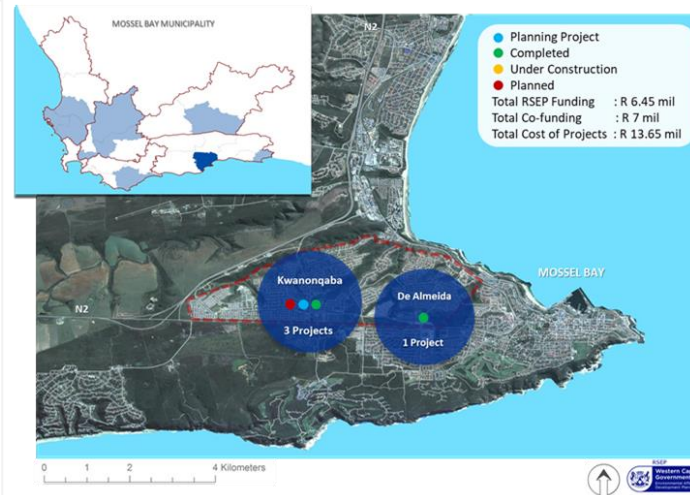 MOSSEL BAY MUNICIPALITY
N2
Planning Project
Completed
Under Construction
Planned
Total RSEP Funding : R 6.45 mil
Total Co-funding : R 7 mil
Total Cost of Projects : R 13.65 mil
MOSSEL BAY
Kwanonqaba
De Almeida
N2
3 Projects
1 Project
0 1 2 4 Kilometers
RSEP
Western Cape
Government